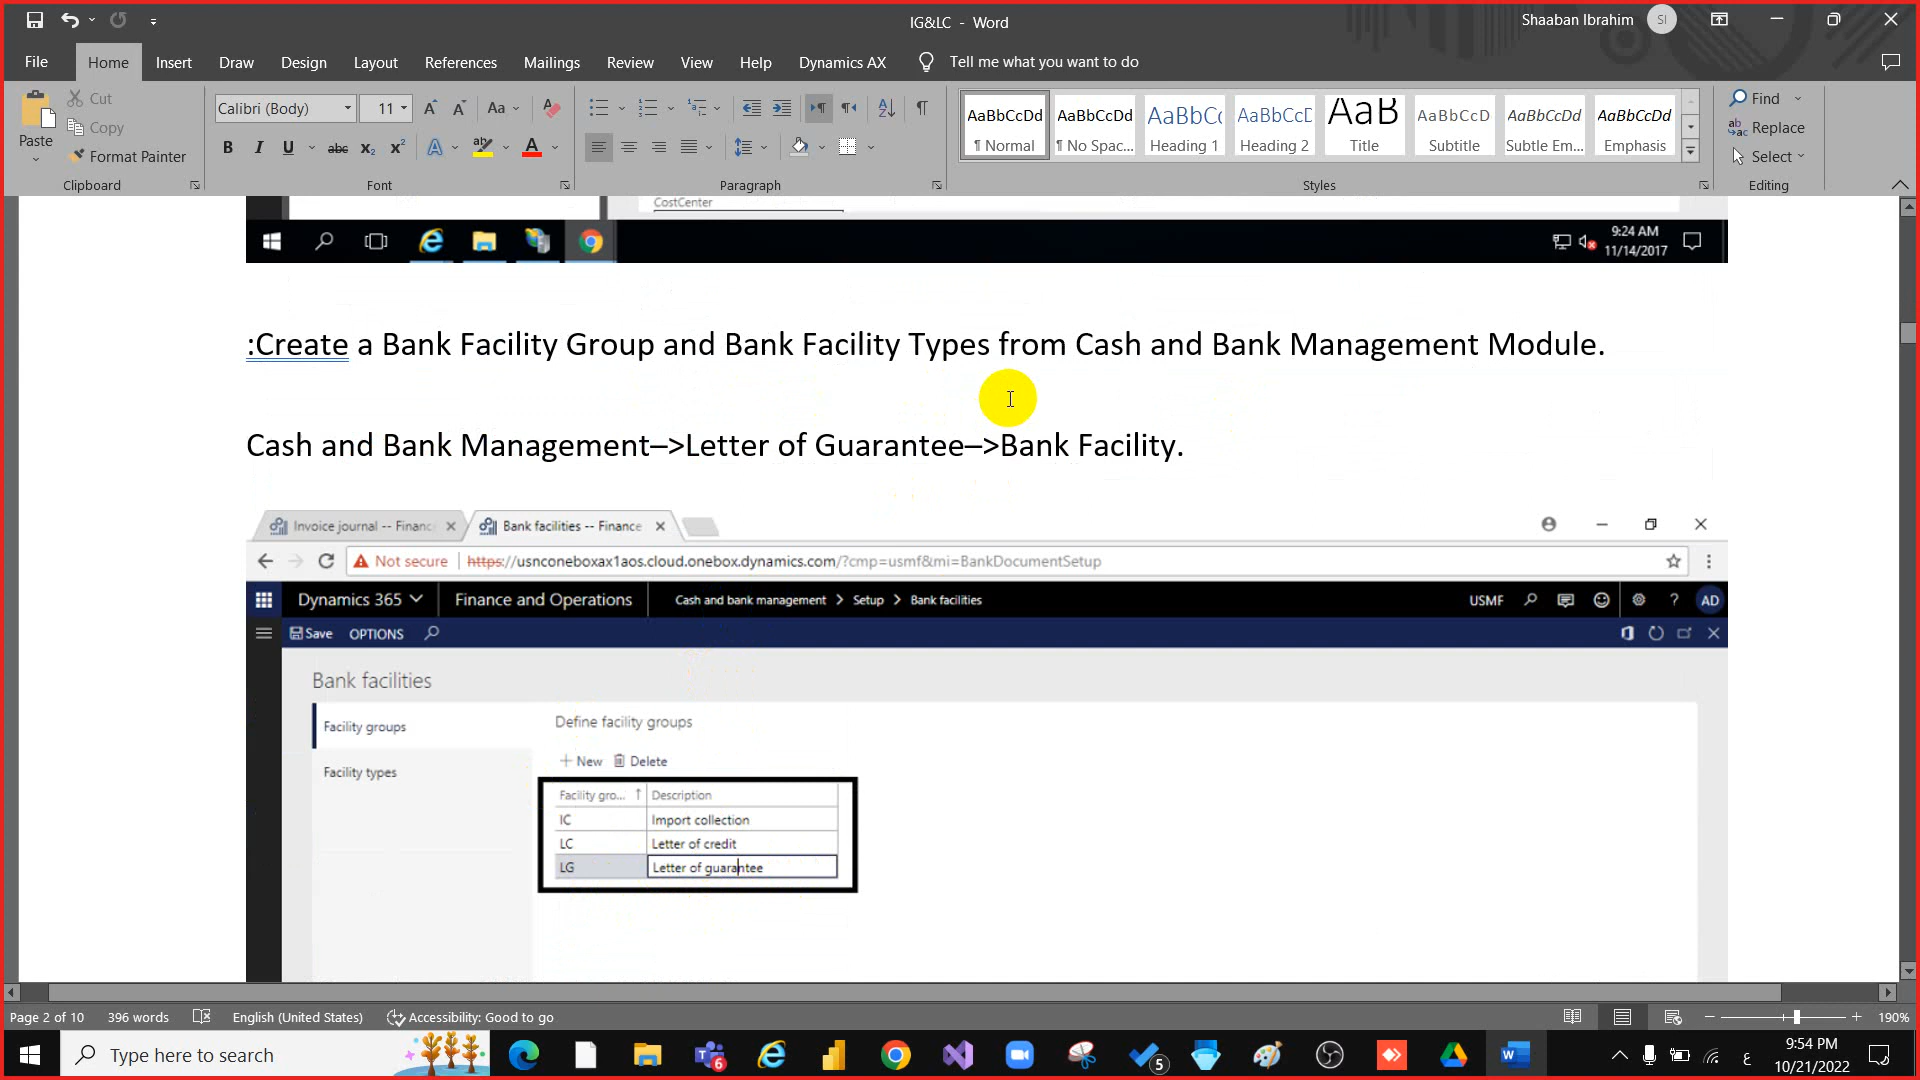 IG&LC - Word
Shaaban Ibrahim
SI
File
Home
Insert
Draw
Design
Layout
References
Mailings
Review
View
Help
Dynamics AX
Tell me what you want to do
Paste
Cut
Copy
Format Painter
Clipboard
Calibri (Body)
11
Font
Paragraph
AaBbCcDd
¶ Normal
AaBbCcDd
¶ No Spac...
AaBbCc
Heading 1
AaBbCcD
Heading 2
AaB
Title
AaBbCcD
Subtitle
AaBbCcDd
Subtle Em...
AaBbCcDd
Emphasis
Styles
Find
Replace
Select
Editing
CostCenter
9:24 AM
11/14/2017
:Create a Bank Facility Group and Bank Facility Types from Cash and Bank Management Module.
Cash and Bank Management–>Letter of Guarantee–>Bank Facility.
Invoice journal -- Financ
Bank facilities -- Finance
Not secure
https://usnconeboxax1aos.cloud.onebox.dynamics.com/?cmp=usmf&mi=BankDocumentSetup
Dynamics 365
Finance and Operations
Cash and bank management > Setup > Bank facilities
USMF
?
AD
Save
OPTIONS
Bank facilities
Facility groups
Facility types
Define facility groups
+ New
Delete
Facility gro... ↑ Description
IC Import collection
LC Letter of credit
LG Letter of guarantee
Page 2 of 10
396 words
English (United States)
Accessibility: Good to go
190%
Type here to search
6
5
ع
9:54 PM
10/21/2022